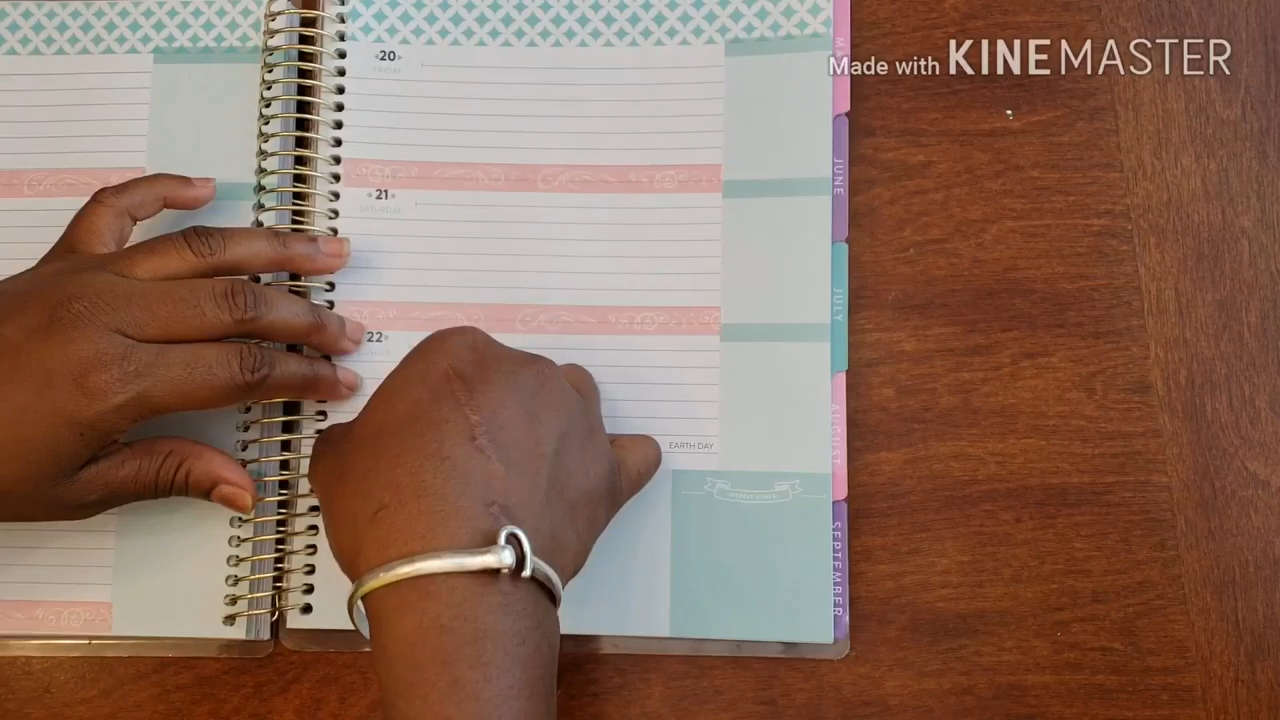 Made with KINEMASTER
20
FRIDAY
21
SATURDAY
22
EARTH DAY
JUNE
JULY
AUGUST
SEPTEMBER